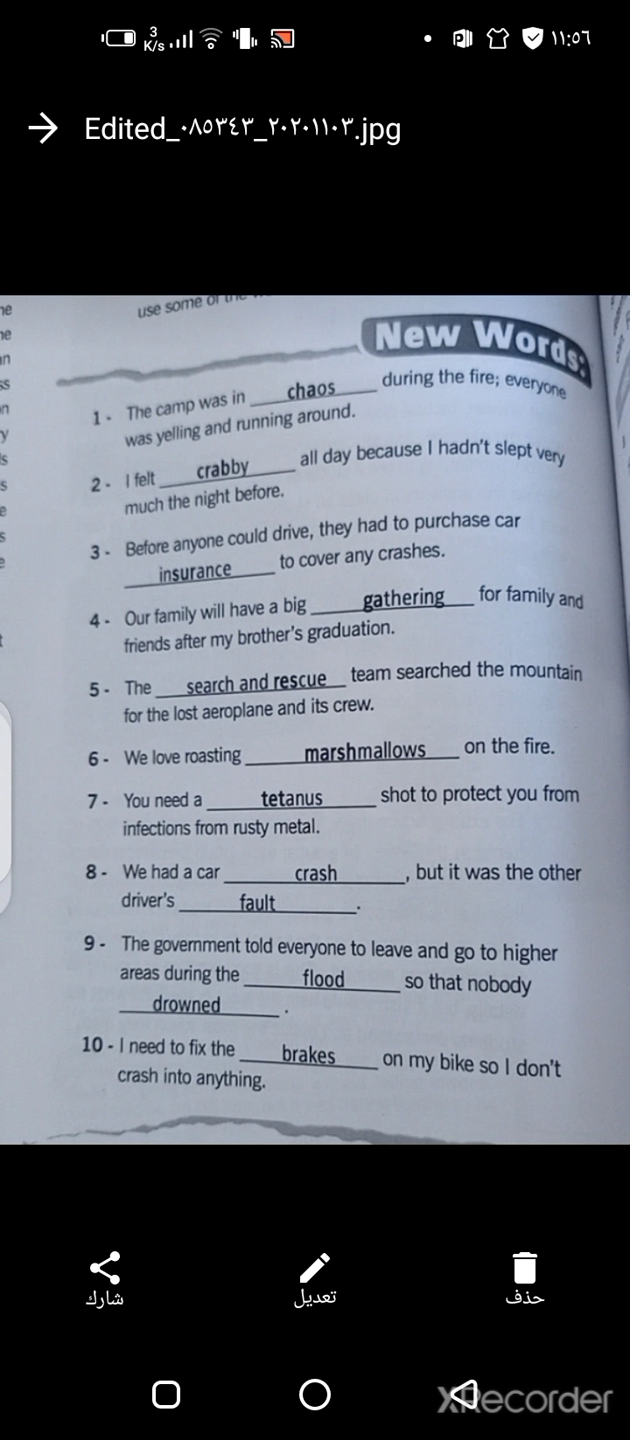 3
K/s
١١:٥٦
Edited_٢٠٢٠١١٠٣_٠٨٥٣٤٣.jpg
use some of the
New Words:
1 - The camp was in chaos during the fire; everyone
was yelling and running around.
2 - I felt crabby all day because I hadn't slept very
much the night before.
3 - Before anyone could drive, they had to purchase car
insurance to cover any crashes.
4 - Our family will have a big gathering for family and
friends after my brother's graduation.
5 - The search and rescue team searched the mountain
for the lost aeroplane and its crew.
6 - We love roasting marshmallows on the fire.
7 - You need a tetanus shot to protect you from
infections from rusty metal.
8 - We had a car crash, but it was the other
driver's fault.
9 - The government told everyone to leave and go to higher
areas during the flood so that nobody
drowned.
10 - I need to fix the brakes on my bike so I don't
crash into anything.
شارك
تعديل
حذف
XRecorder